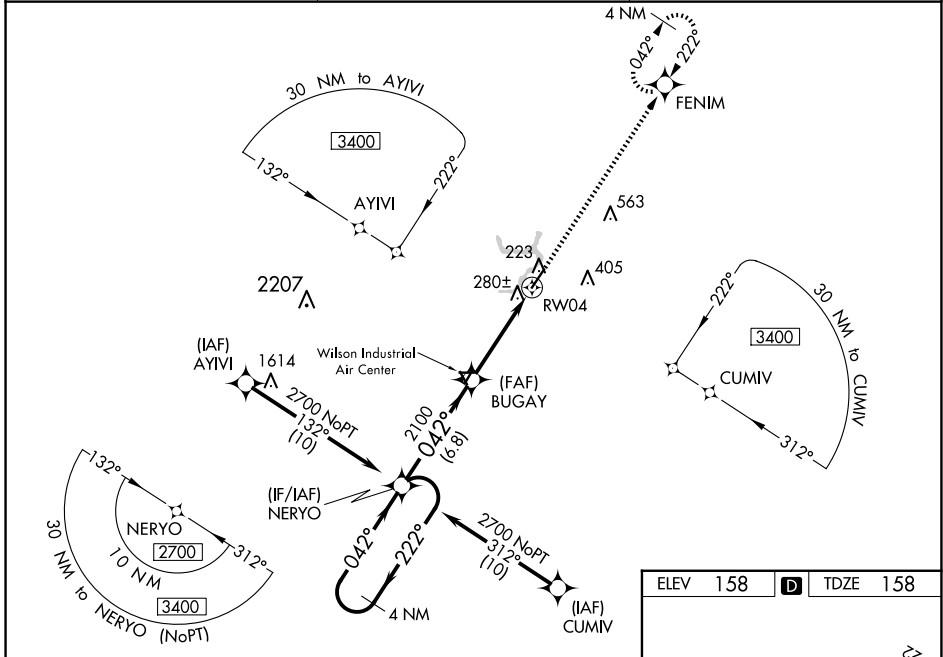 4 NM
042°
222°
FENIM
30 NM to AYIVI
3400
132°
222°
AYIVI
563
223
405
280±
RW04
2207
222°
30 NM to CUMIV
3400
CUMIV
312°
(IAF)
AYIVI
1614
Wilson Industrial
Air Center
(FAF)
BUGAY
2700 NoPT
132°
(10)
2100
042°
(6.8)
(IF/IAF)
NERYO
132°
NERYO
312°
2700
10 NM
3400
30 NM to NERYO (NoPT)
042°
222°
4 NM
2700 NoPT
312°
(10)
(IAF)
CUMIV
ELEV 158 D TDZE 158
22